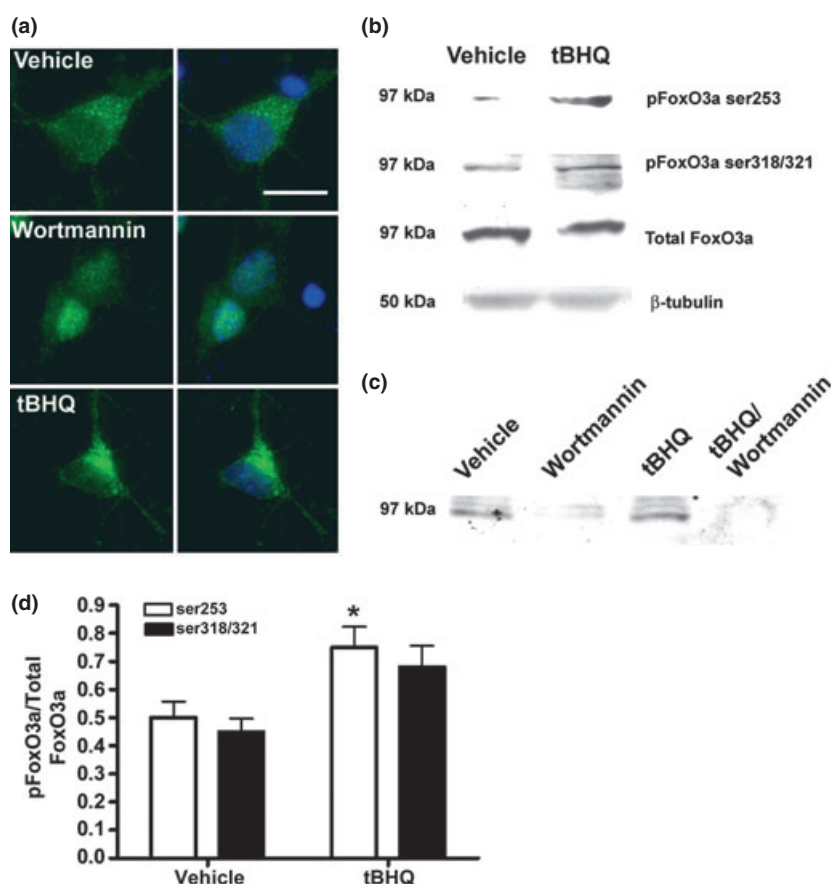 (a)
Vehicle
Wortmannin
tBHQ
(b)
Vehicle tBHQ
97 kDa pFoxO3a ser253
97 kDa pFoxO3a ser318/321
97 kDa Total FoxO3a
50 kDa β-tubulin
(c)
Vehicle Wortmannin tBHQ tBHQ/
Wortmannin
97 kDa
(d)
ser253
ser318/321
*
pFoxO3a/Total
FoxO3a
0.9
0.8
0.7
0.6
0.5
0.4
0.3
0.2
0.1
0.0
Vehicle tBHQ